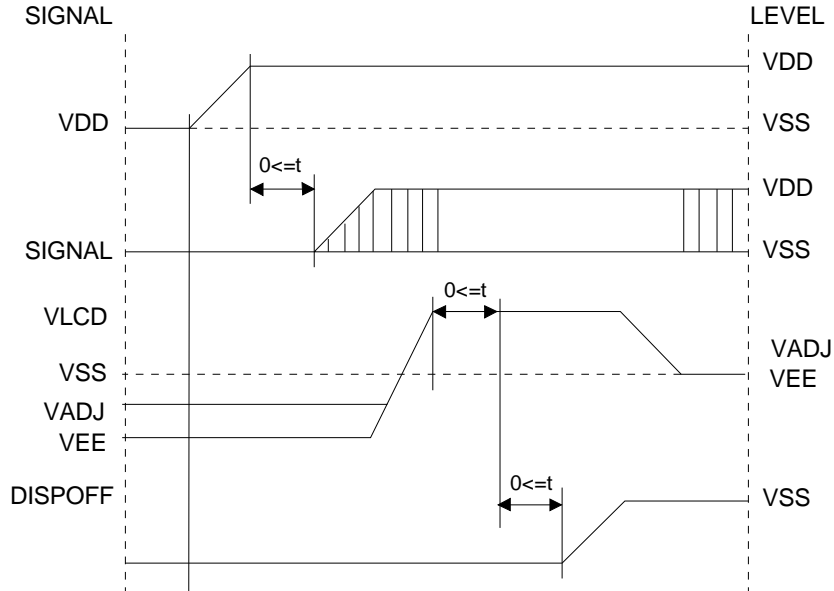 SIGNAL
LEVEL
VDD
VDD
VSS
0<=t
VDD
SIGNAL
VSS
0<=t
VLCD
VADJ
VSS
VEE
VADJ
VEE
0<=t
DISPOFF
VSS